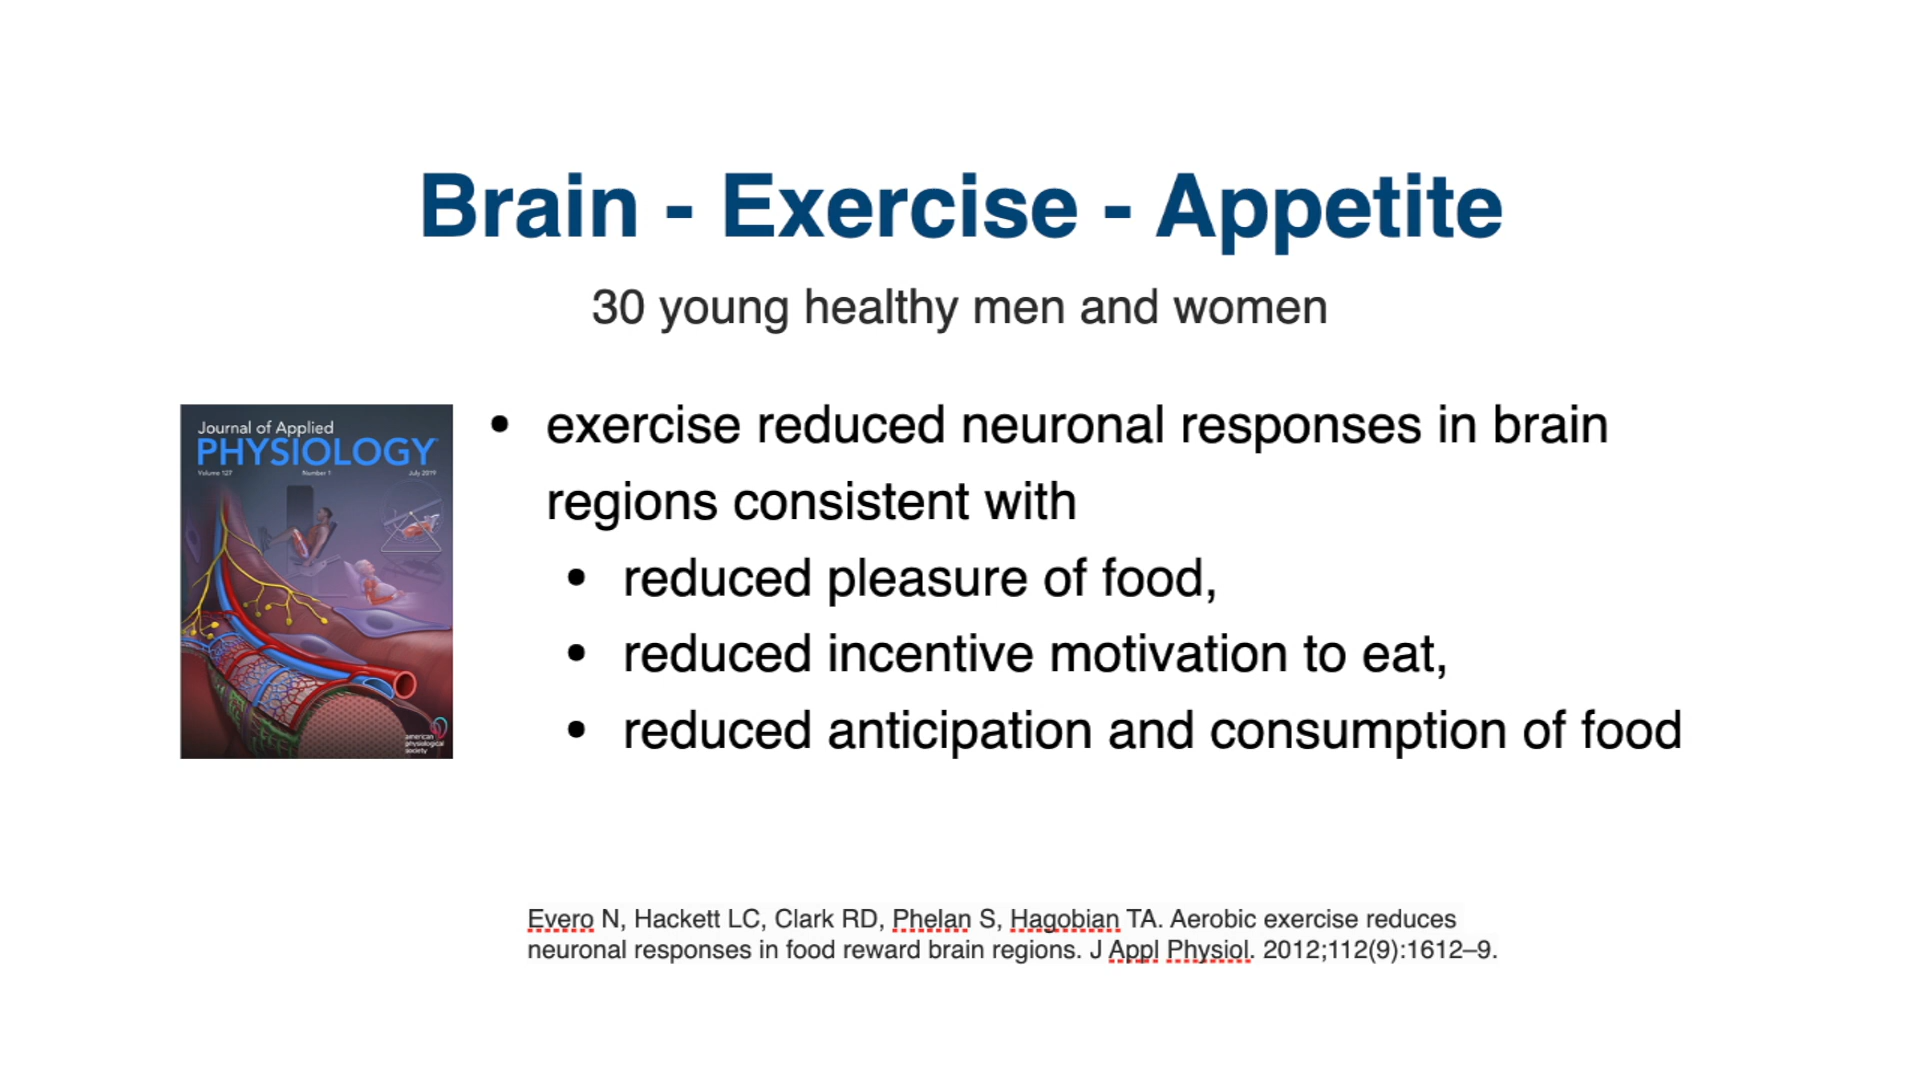 Brain - Exercise - Appetite
30 young healthy men and women
Journal of Applied
PHYSIOLOGY
Volume 127 Number 1 July 2019
american
physiological
society
• exercise reduced neuronal responses in brain
regions consistent with
• reduced pleasure of food,
• reduced incentive motivation to eat,
• reduced anticipation and consumption of food
Evero N, Hackett LC, Clark RD, Phelan S, Hagobian TA. Aerobic exercise reduces
neuronal responses in food reward brain regions. J Appl Physiol. 2012;112(9):1612–9.